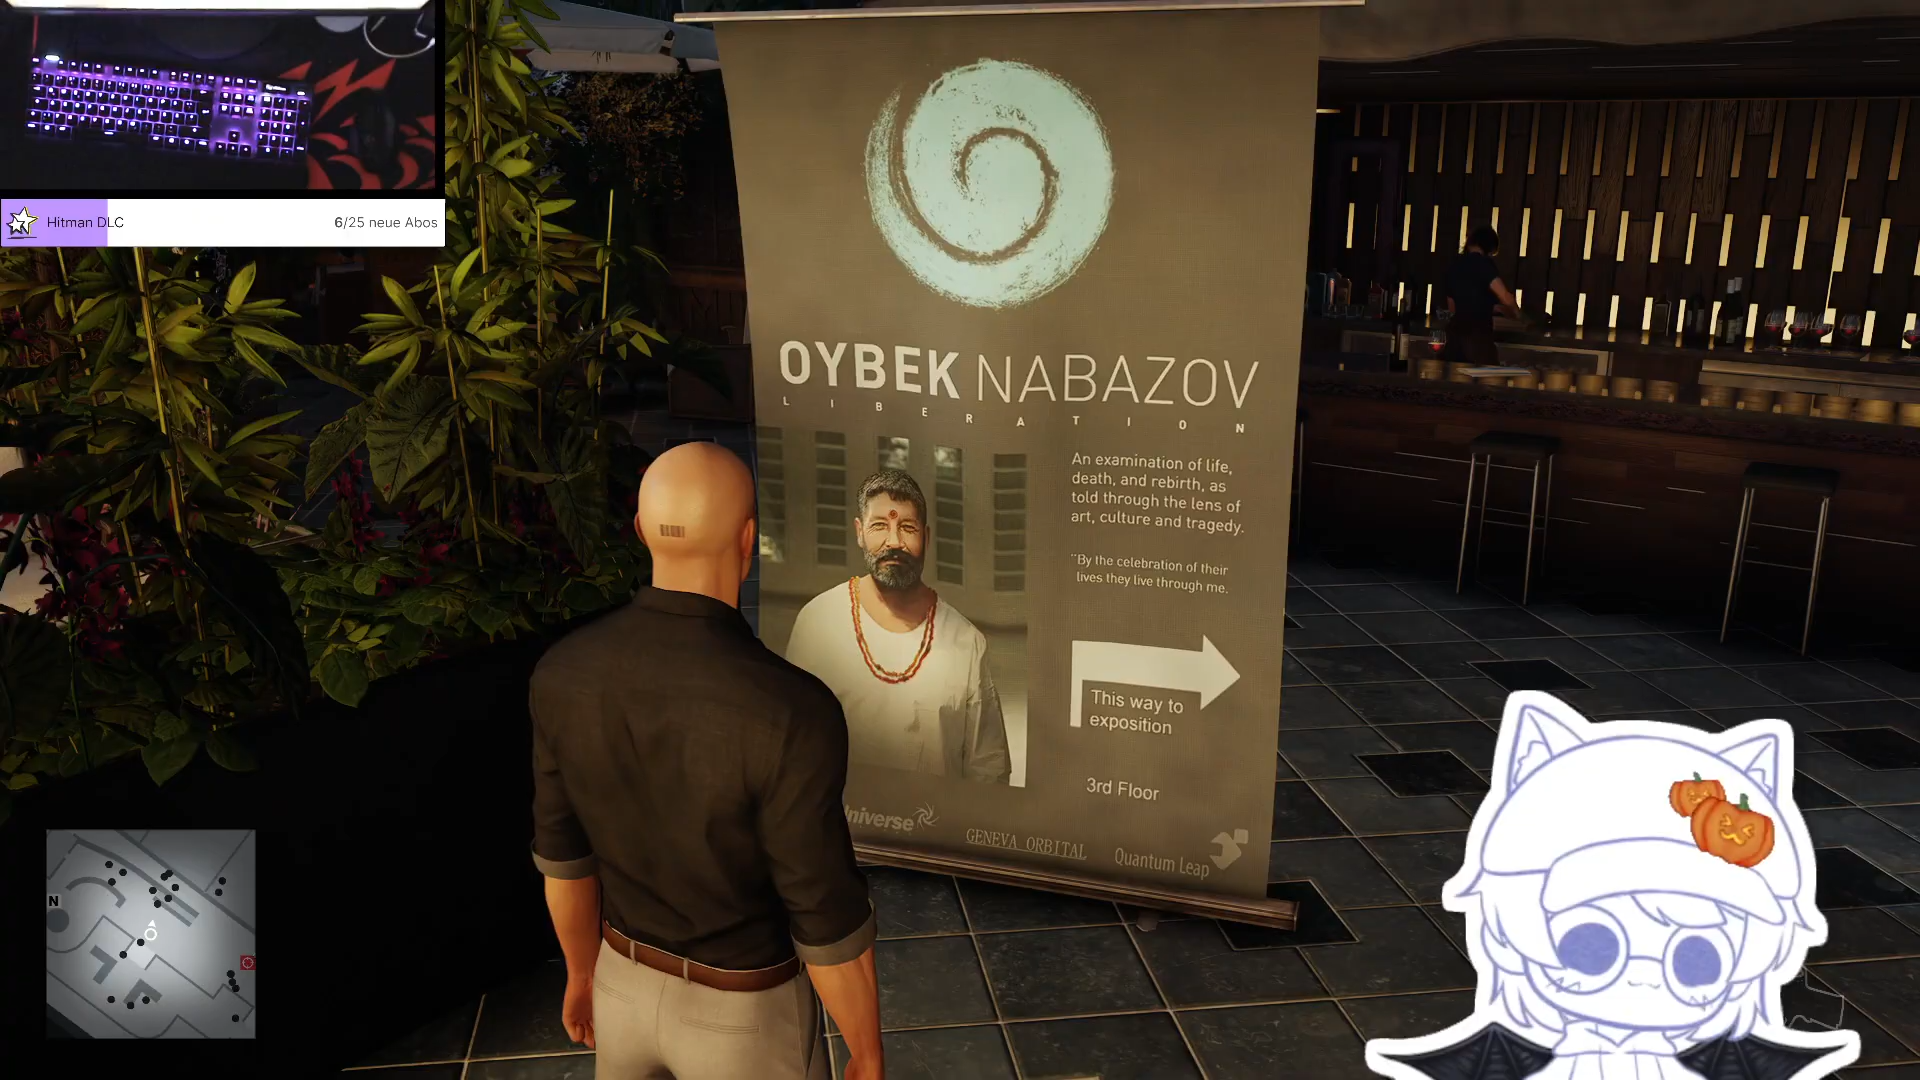 Hitman DLC
6/25 neue Abos
OYBEK NABAZOV
LIBERATION
An examination of life,
death, and rebirth, as
told through the lens of
art, culture and tragedy.
"By the celebration of their
lives they live through me.
This way to
exposition
3rd Floor
GENEVA ORBITAL
Quantum Leap
N